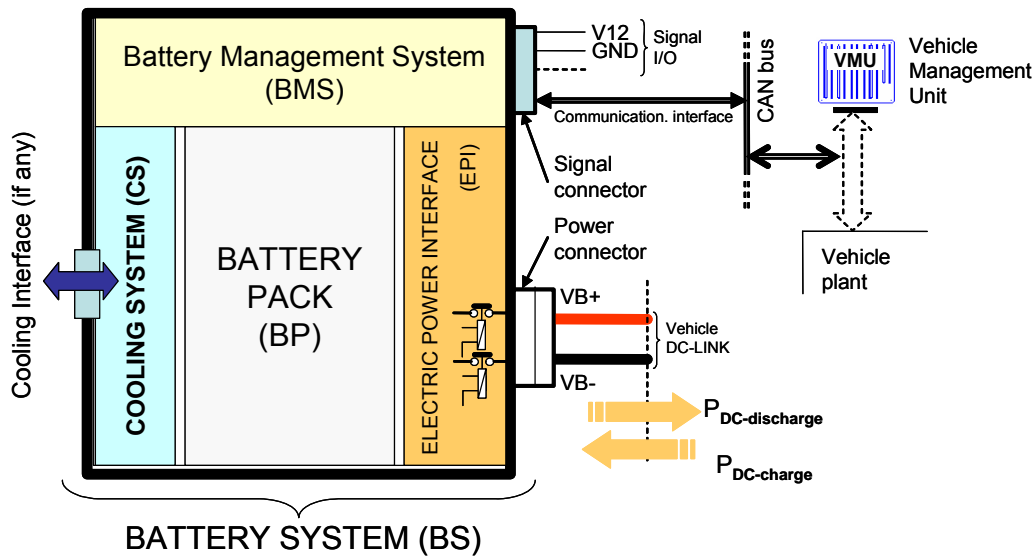 Battery Management System
(BMS)
V12
GND
Signal
I/O
Communication. interface
CAN bus
VMU
Vehicle
Management
Unit
Signal
connector
Power
connector
Vehicle
plant
Cooling Interface (if any)
COOLING SYSTEM (CS)
BATTERY
PACK
(BP)
ELECTRIC POWER INTERFACE
(EPI)
VB+
Vehicle
DC-LINK
VB-
PDC-discharge
PDC-charge
BATTERY SYSTEM (BS)